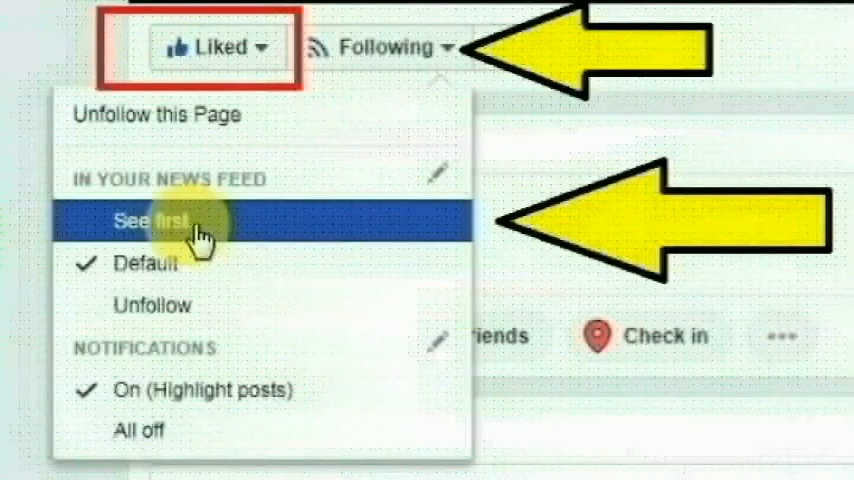 Liked Following
Unfollow this Page
IN YOUR NEWS FEED
See first
Default
Unfollow
NOTIFICATIONS
riends Check in
On (Highlight posts)
All off